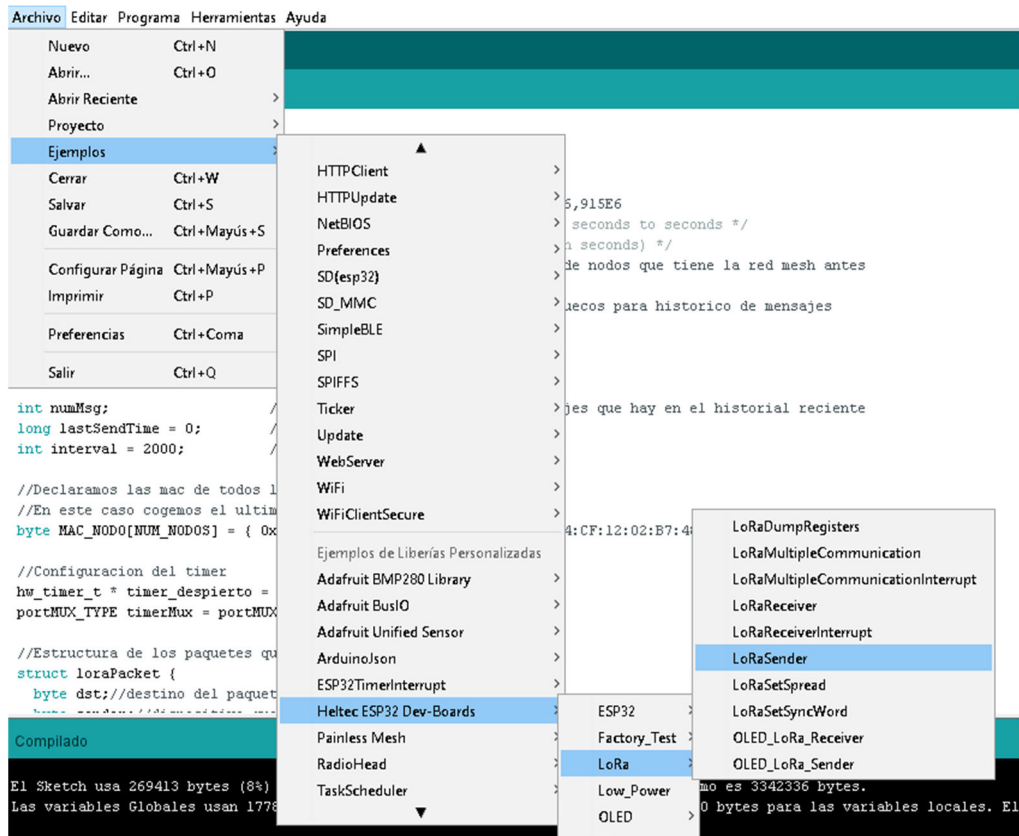 Archivo Editar Programa Herramientas Ayuda
Nuevo Ctrl+N
Abrir... Ctrl+O
Abrir Reciente
Proyecto
Ejemplos
Cerrar Ctrl+W
Salvar Ctrl+S
Guardar Como... Ctrl+Mayús+S
Configurar Página Ctrl+Mayús+P
Imprimir Ctrl+P
Preferencias Ctrl+Coma
Salir Ctrl+Q
HTTPClient
HTTPUpdate
NetBIOS
Preferences
SD(esp32)
SD_MMC
SimpleBLE
SPI
SPIFFS
Ticker
Update
WebServer
WiFi
WiFiClientSecure
Ejemplos de Liberías Personalizadas
Adafruit BMP280 Library
Adafruit BusIO
Adafruit Unified Sensor
ArduinoJson
ESP32TimerInterrupt
Heltec ESP32 Dev-Boards
Painless Mesh
RadioHead
TaskScheduler
ESP32
Factory_Test
LoRa
Low_Power
OLED
LoRaDumpRegisters
LoRaMultipleCommunication
LoRaMultipleCommunicationInterrupt
LoRaReceiver
LoRaReceiverInterrupt
LoRaSender
LoRaSetSpread
LoRaSetSyncWord
OLED_LoRa_Receiver
OLED_LoRa_Sender
6,915E6
seconds to seconds */
n seconds) */
de nodos que tiene la red mesh antes
uecos para historico de mensajes
int numMsg; / jes que hay en el historial reciente
long lastSendTime = 0; /
int interval = 2000; /
//Declaramos las mac de todos l
//En este caso cogemos el ultim
byte MAC_NODO[NUM_NODOS] = { 0x 4:CF:12:02:B7:4
//Configuracion del timer
hw_timer_t * timer_despierto =
portMUX_TYPE timerMux = portMUX
//Estructura de los paquetes qu
struct loraPacket {
byte dst;//destino del paquet
Compilado
El Sketch usa 269413 bytes (8%) mo es 3342336 bytes.
Las variables Globales usan 1778 0 bytes para las variables locales. El